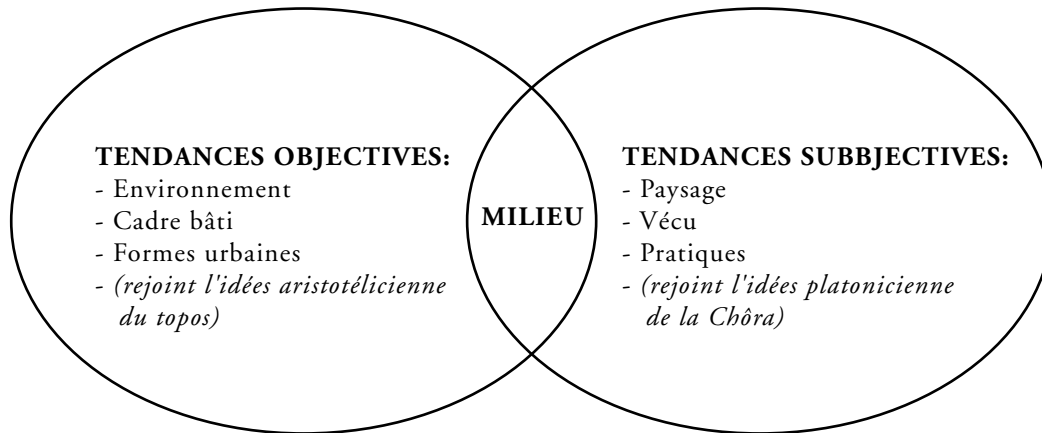 TENDANCES OBJECTIVES:
- Environnement
- Cadre bâti
- Formes urbaines
- (rejoint l'idées aristotélicienne
du topos)
MILIEU
TENDANCES SUBBJECTIVES:
- Paysage
- Vécu
- Pratiques
- (rejoint l'idées platonicienne
de la Chôra)